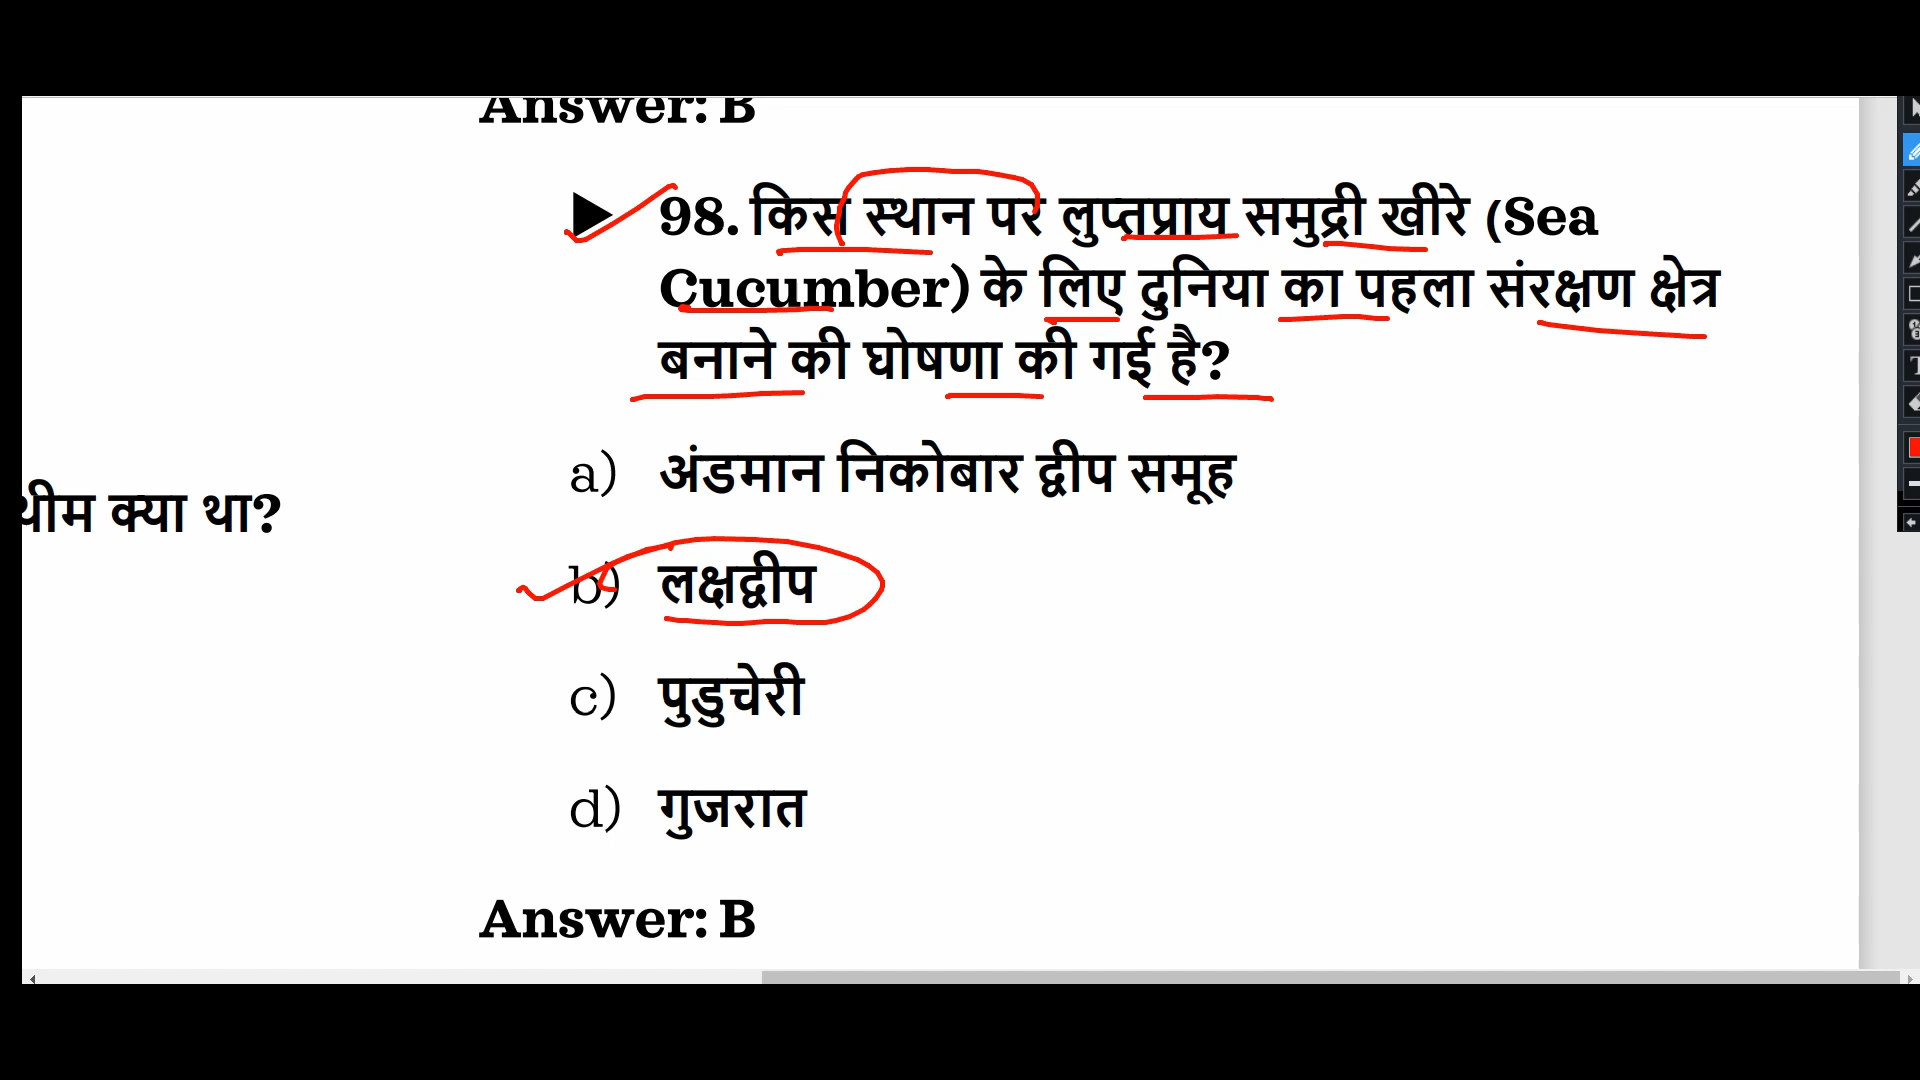 Answer: B
98. किस स्थान पर लुप्तप्राय समुद्री खीरे (Sea
Cucumber) के लिए दुनिया का पहला संरक्षण क्षेत्र
बनाने की घोषणा की गई है?
a) अंडमान निकोबार द्वीप समूह
थीम क्या था?
b) लक्षद्वीप
c) पुडुचेरी
d) गुजरात
Answer: B